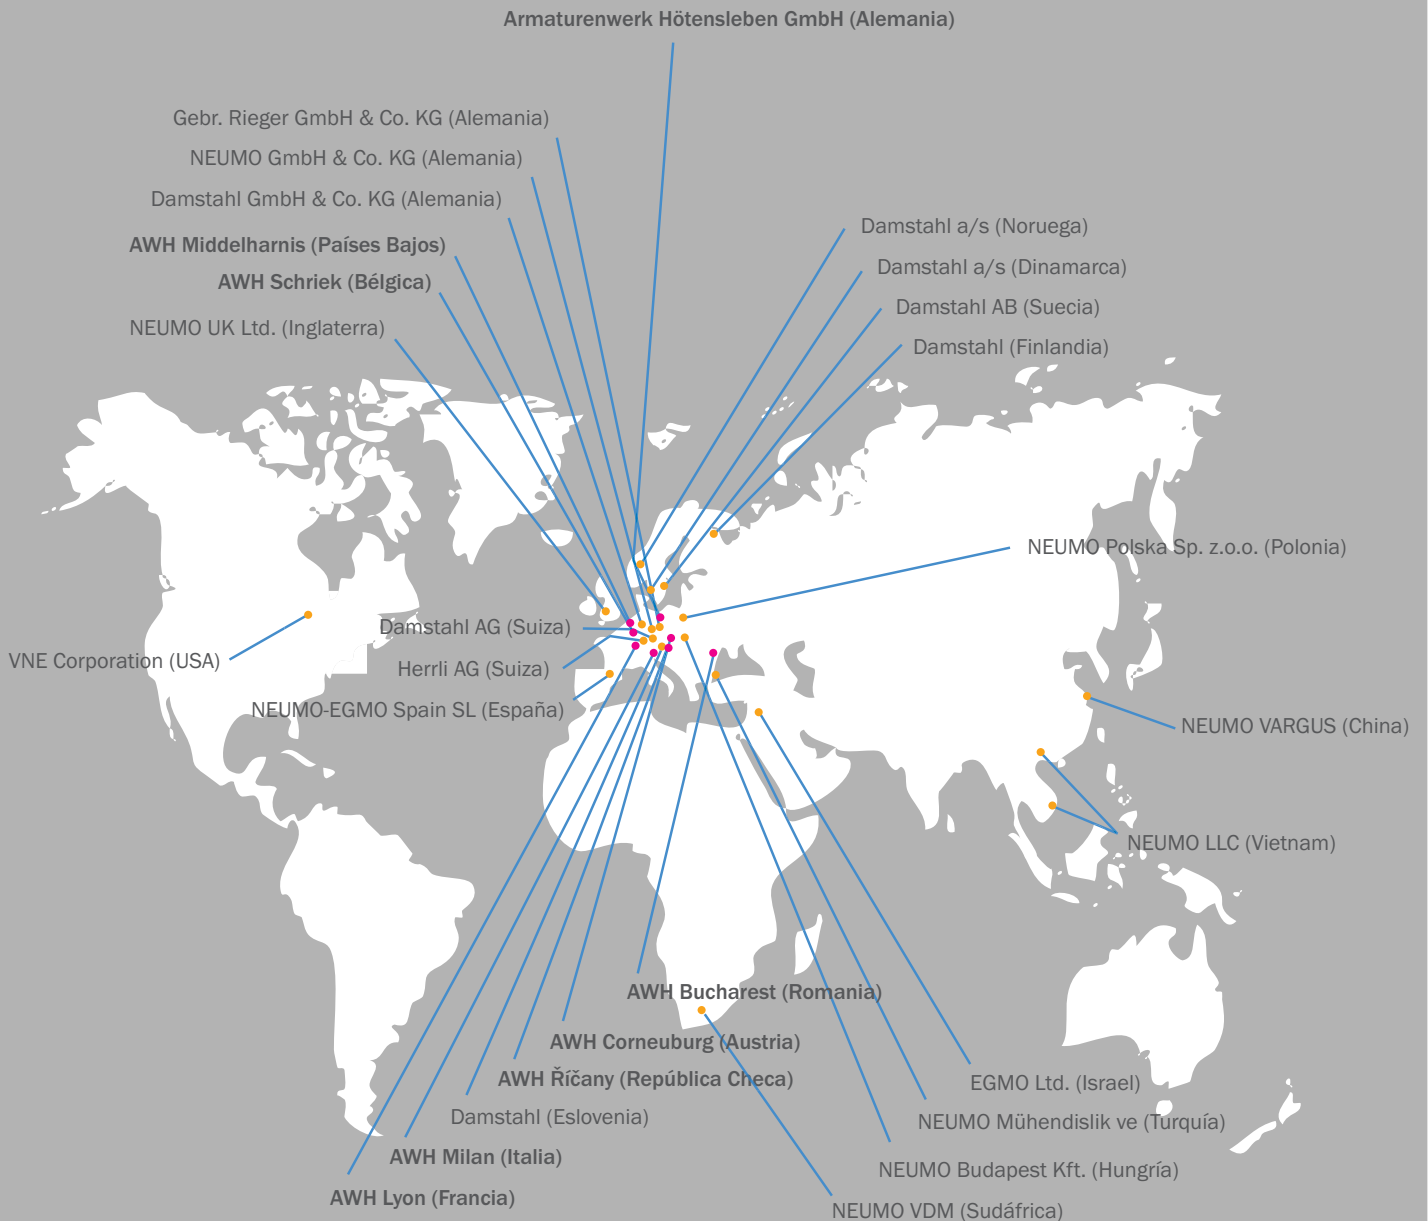 Armaturenwerk Hötensleben GmbH (Alemania)
Gebr. Rieger GmbH & Co. KG (Alemania)
NEUMO GmbH & Co. KG (Alemania)
Damstahl GmbH & Co. KG (Alemania)
AWH Middelharnis (Países Bajos)
AWH Schriek (Bélgica)
NEUMO UK Ltd. (Inglaterra)
Damstahl a/s (Noruega)
Damstahl a/s (Dinamarca)
Damstahl AB (Suecia)
Damstahl (Finlandia)
NEUMO Polska Sp. z.o.o. (Polonia)
Damstahl AG (Suiza)
VNE Corporation (USA)
Herrli AG (Suiza)
NEUMO-EGMO Spain SL (España)
NEUMO VARGUS (China)
NEUMO LLC (Vietnam)
AWH Bucharest (Romania)
AWH Corneuburg (Austria)
AWH Říčany (República Checa)
Damstahl (Eslovenia)
AWH Milan (Italia)
AWH Lyon (Francia)
EGMO Ltd. (Israel)
NEUMO Mühendislik ve (Turquía)
NEUMO Budapest Kft. (Hungría)
NEUMO VDM (Sudáfrica)